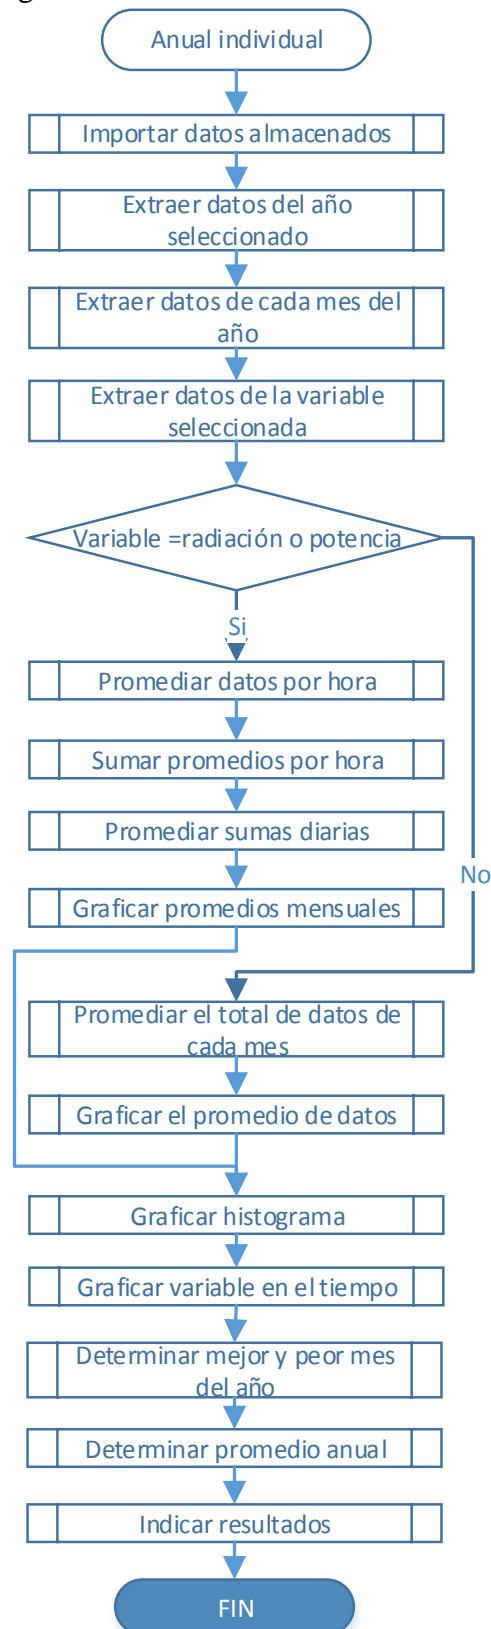 Anual individual
Importar datos almacenados
Extraer datos del año
seleccionado
Extraer datos de cada mes del
año
Extraer datos de la variable
seleccionada
Variable =radiación o potencia
Si
Promediar datos por hora
Sumar promedios por hora
Promediar sumas diarias
No
Graficar promedios mensuales
Promediar el total de datos de
cada mes
Graficar el promedio de datos
Graficar histograma
Graficar variable en el tiempo
Determinar mejor y peor mes
del año
Determinar promedio anual
Indicar resultados
FIN